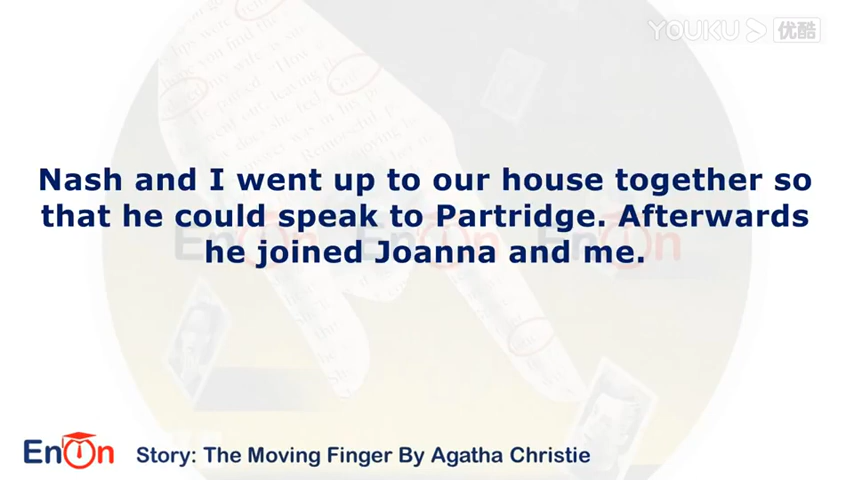 YOUKU 优酷
Nash and I went up to our house together so
that he could speak to Partridge. Afterwards
he joined Joanna and me.
EnOn
Story: The Moving Finger By Agatha Christie